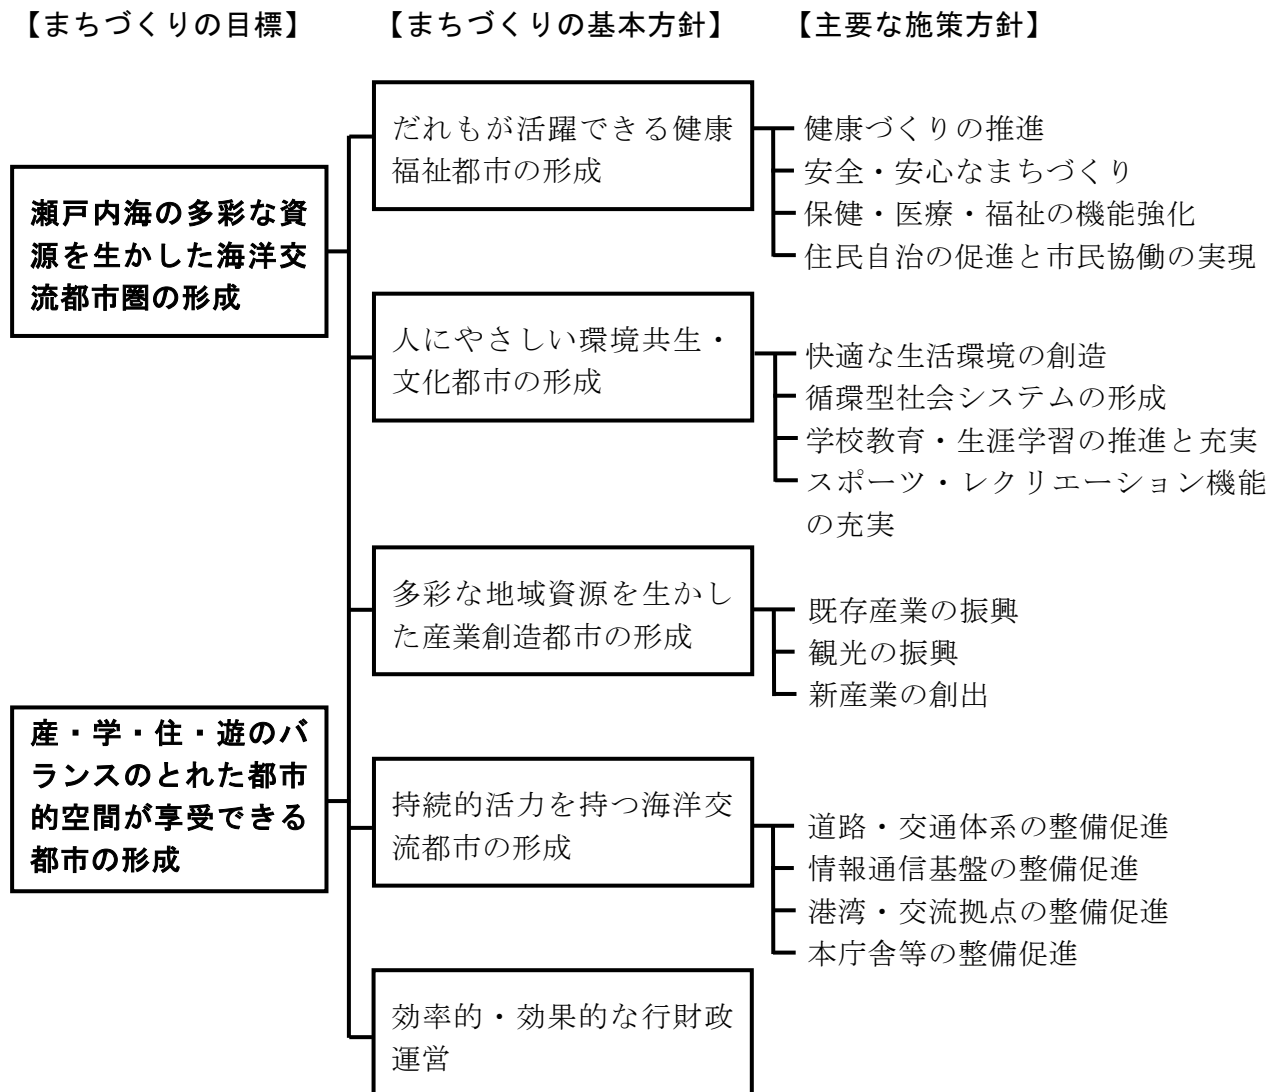 【まちづくりの目標】
【まちづくりの基本方針】
【主要な施策方針】
瀬戸内海の多彩な資
源を生かした海洋交
流都市圏の形成
産・学・住・遊のバ
ランスのとれた都市
的空間が享受できる
都市の形成
だれもが活躍できる健康
福祉都市の形成
健康づくりの推進
安全・安心なまちづくり
保健・医療・福祉の機能強化
住民自治の促進と市民協働の実現
人にやさしい環境共生・
文化都市の形成
快適な生活環境の創造
循環型社会システムの形成
学校教育・生涯学習の推進と充実
スポーツ・レクリエーション機能
の充実
多彩な地域資源を生かし
た産業創造都市の形成
既存産業の振興
観光の振興
新産業の創出
持続的活力を持つ海洋交
流都市の形成
道路・交通体系の整備促進
情報通信基盤の整備促進
港湾・交流拠点の整備促進
本庁舎等の整備促進
効率的・効果的な行財政
運営